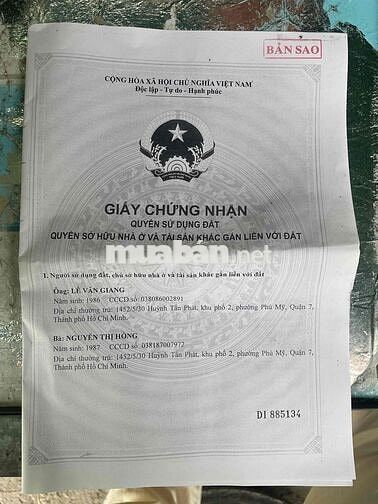 BẢN SAO
CỘNG HÒA XÃ HỘI CHỦ NGHĨA VIỆT NAM
Độc lập - Tự do - Hạnh phúc
GIẤY CHỨNG NHẬN
QUYỀN SỬ DỤNG ĐẤT
QUYỀN SỞ HỮU NHÀ Ở VÀ TÀI SẢN KHÁC GẮN LIỀN VỚI ĐẤT
muaban.net
I. Người sử dụng đất, chủ sở hữu nhà ở và tài sản khác gắn liền với đất
Ông: LÊ VĂN GIANG
Năm sinh: 1986 CCCD số: 038086002891
Địa chỉ thường trú: 1452/5/30 Huỳnh Tấn Phát, khu phố 2, phường Phú Mỹ, Quận 7,
Thành phố Hồ Chí Minh.
Bà: NGUYỄN THỊ HỒNG
Năm sinh: 1987 CCCD số: 038187007972
Địa chỉ thường trú: 1452/5/30 Huỳnh Tấn Phát, khu phố 2, phường Phú Mỹ, Quận 7,
Thành phố Hồ Chí Minh.
DI 885134